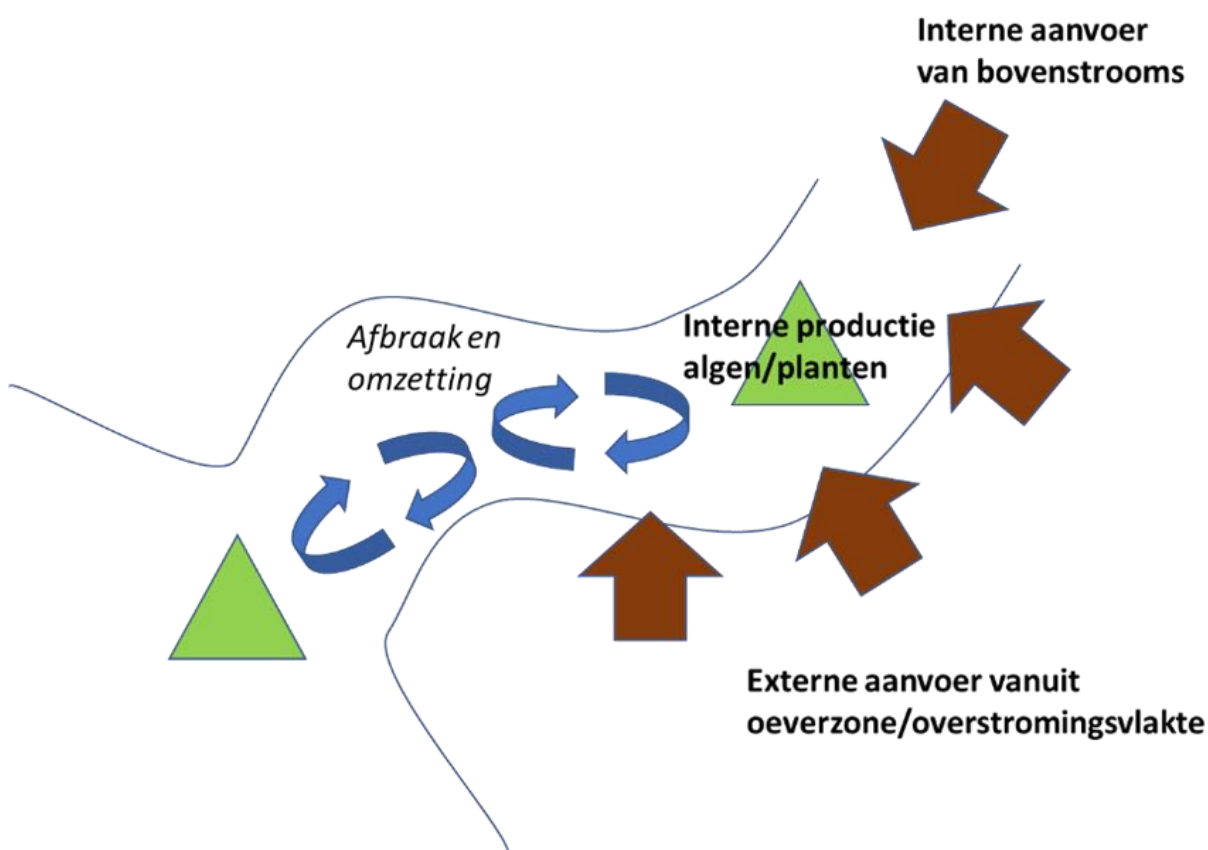 Interne aanvoer
van bovenstrooms
Interne productie
algen/planten
Afbraak en
omzetting
Externe aanvoer vanuit
oeverzone/overstromingsvlakte